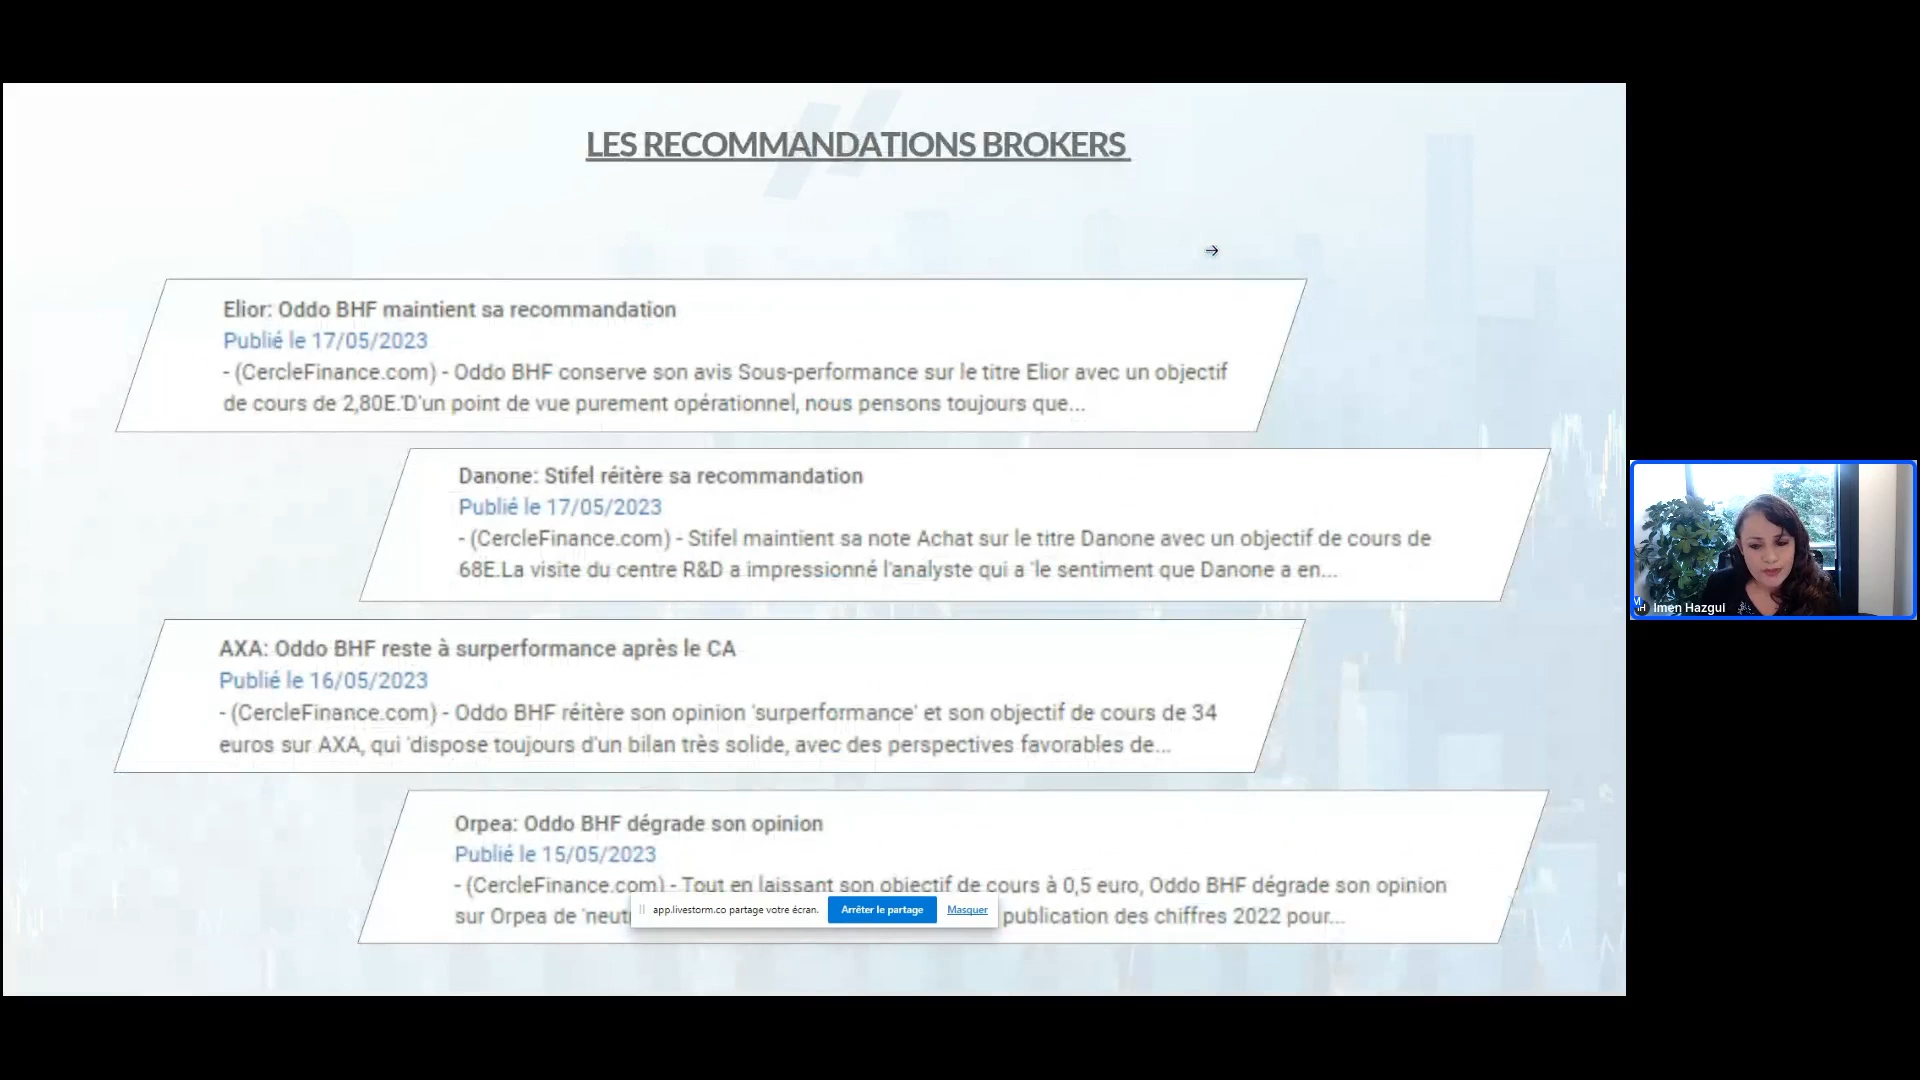 LES RECOMMANDATIONS BROKERS
Elior: Oddo BHF maintient sa recommandation
Publié le 17/05/2023
- (CercleFinance.com) - Oddo BHF conserve son avis Sous-performance sur le titre Elior avec un objectif
de cours de 2,80E.'D'un point de vue purement opérationnel, nous pensons toujours que...
Danone: Stifel réitère sa recommandation
Publié le 17/05/2023
- (CercleFinance.com) - Stifel maintient sa note Achat sur le titre Danone avec un objectif de cours de
68E.La visite du centre R&D a impressionné l'analyste qui a 'le sentiment que Danone a en...
AXA: Oddo BHF reste à surperformance après le CA
Publié le 16/05/2023
- (CercleFinance.com) - Oddo BHF réitère son opinion 'surperformance' et son objectif de cours de 34
euros sur AXA, qui 'dispose toujours d'un bilan très solide, avec des perspectives favorables de...
Orpea: Oddo BHF dégrade son opinion
Publié le 15/05/2023
- (CercleFinance.com) - Tout en laissant son objectif de cours à 0,5 euro, Oddo BHF dégrade son opinion
sur Orpea de publication des chiffres 2022 pour...
app.livestorm.co partage votre écran. Arrêter le partage Masquer
Imen Hazgui